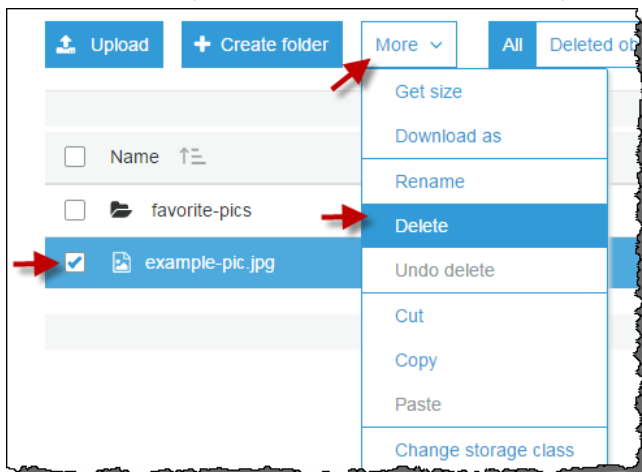 Upload + Create folder More All Deleted ob
Get size
Download as
Name
Rename
favorite-pics
Delete
example-pic.jpg
Undo delete
Cut
Copy
Paste
Change storage class